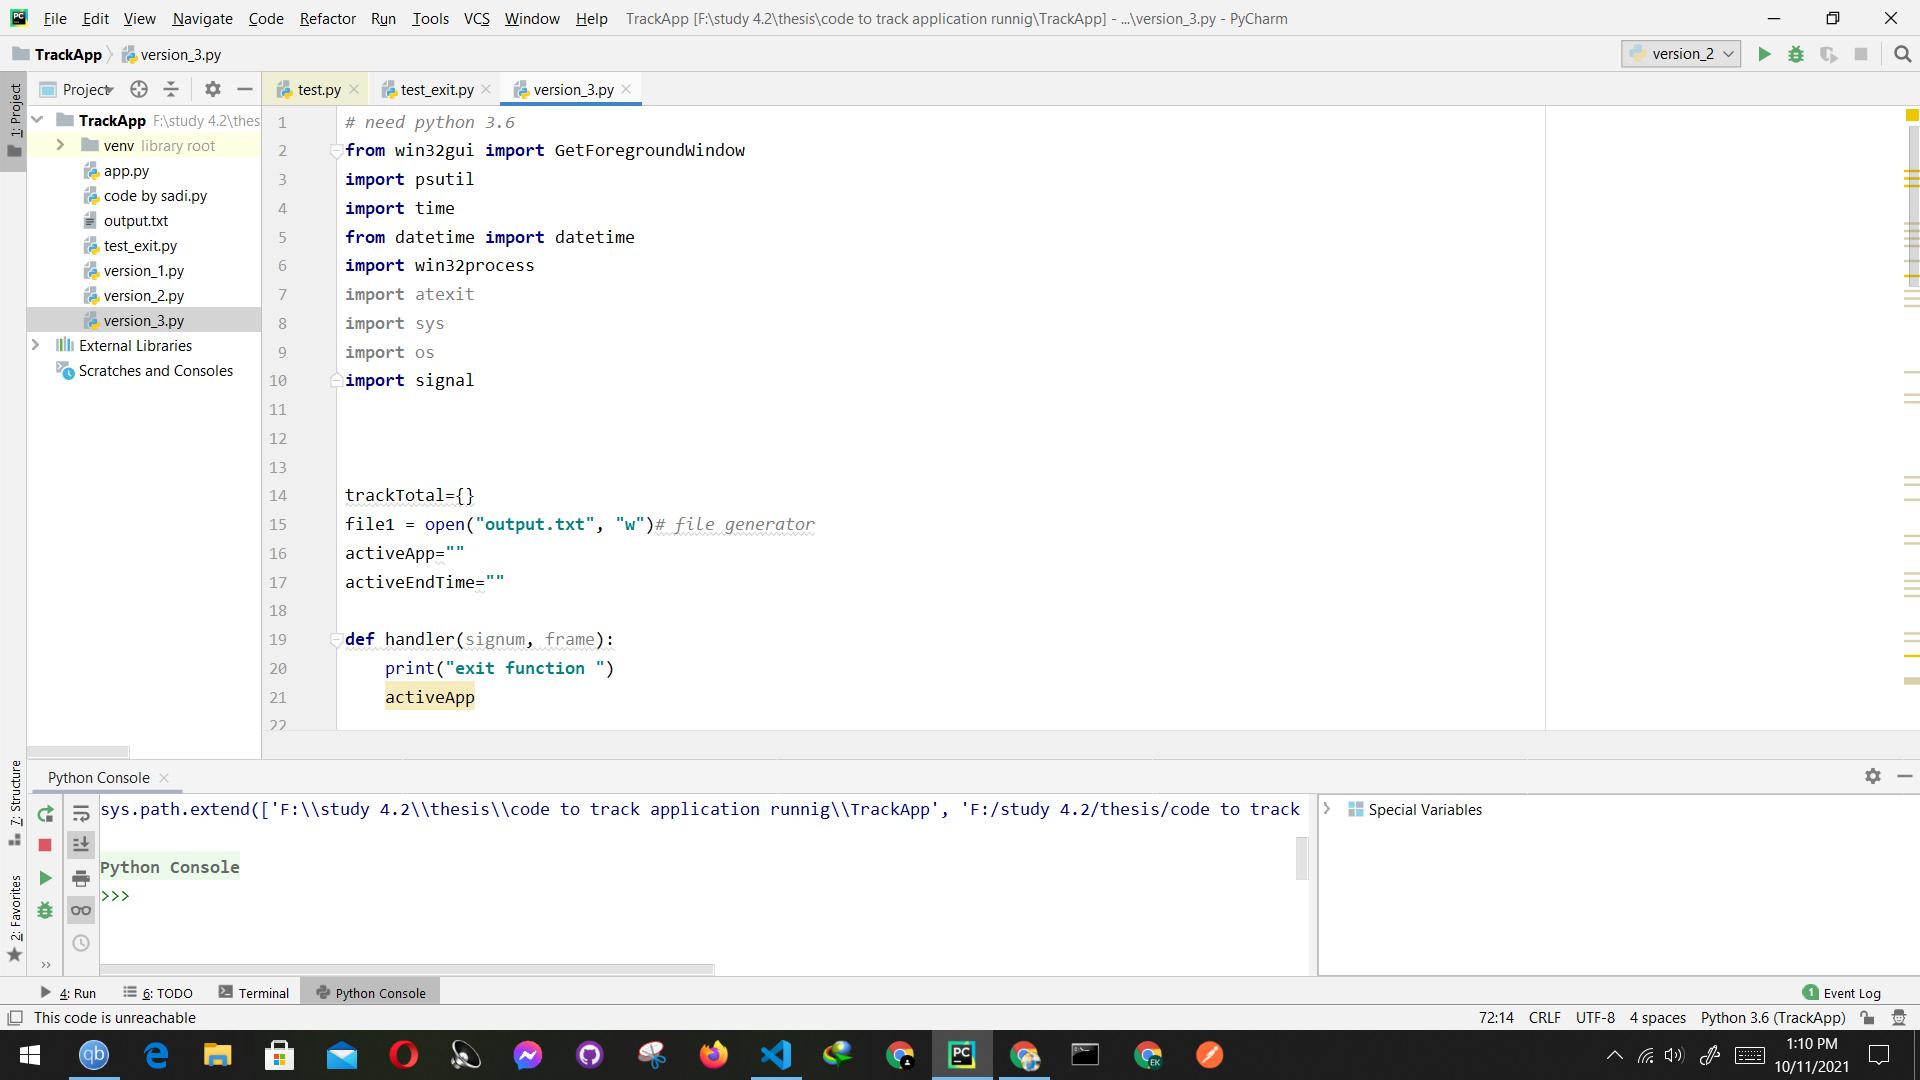 File Edit View Navigate Code Refactor Run Tools VCS Window Help TrackApp [F:\study 4.2\thesis\code to track application runnig\TrackApp] - ...\version_3.py - PyCharm
TrackApp version_3.py version_2
1: Project
Project
test.py test_exit.py version_3.py
TrackApp F:\study 4.2\thes
venv library root
app.py
code by sadi.py
output.txt
test_exit.py
version_1.py
version_2.py
version_3.py
External Libraries
Scratches and Consoles
1 # need python 3.6
2 from win32gui import GetForegroundWindow
3 import psutil
4 import time
5 from datetime import datetime
6 import win32process
7 import atexit
8 import sys
9 import os
10 import signal
11
12
13
14 trackTotal={}
15 file1 = open("output.txt", "w")# file generator
16 activeApp=""
17 activeEndTime=""
18
19 def handler(signum, frame):
20 print("exit function ")
21 activeApp
22
7: Structure
2: Favorites
Python Console
sys.path.extend(['F:\\study 4.2\\thesis\\code to track application runnig\\TrackApp', 'F:/study 4.2/thesis/code to track
Python Console
>>>
Special Variables
4: Run 6: TODO Terminal Python Console 1 Event Log
This code is unreachable 72:14 CRLF UTF-8 4 spaces Python 3.6 (TrackApp)
qb PC EK
1:10 PM
10/11/2021